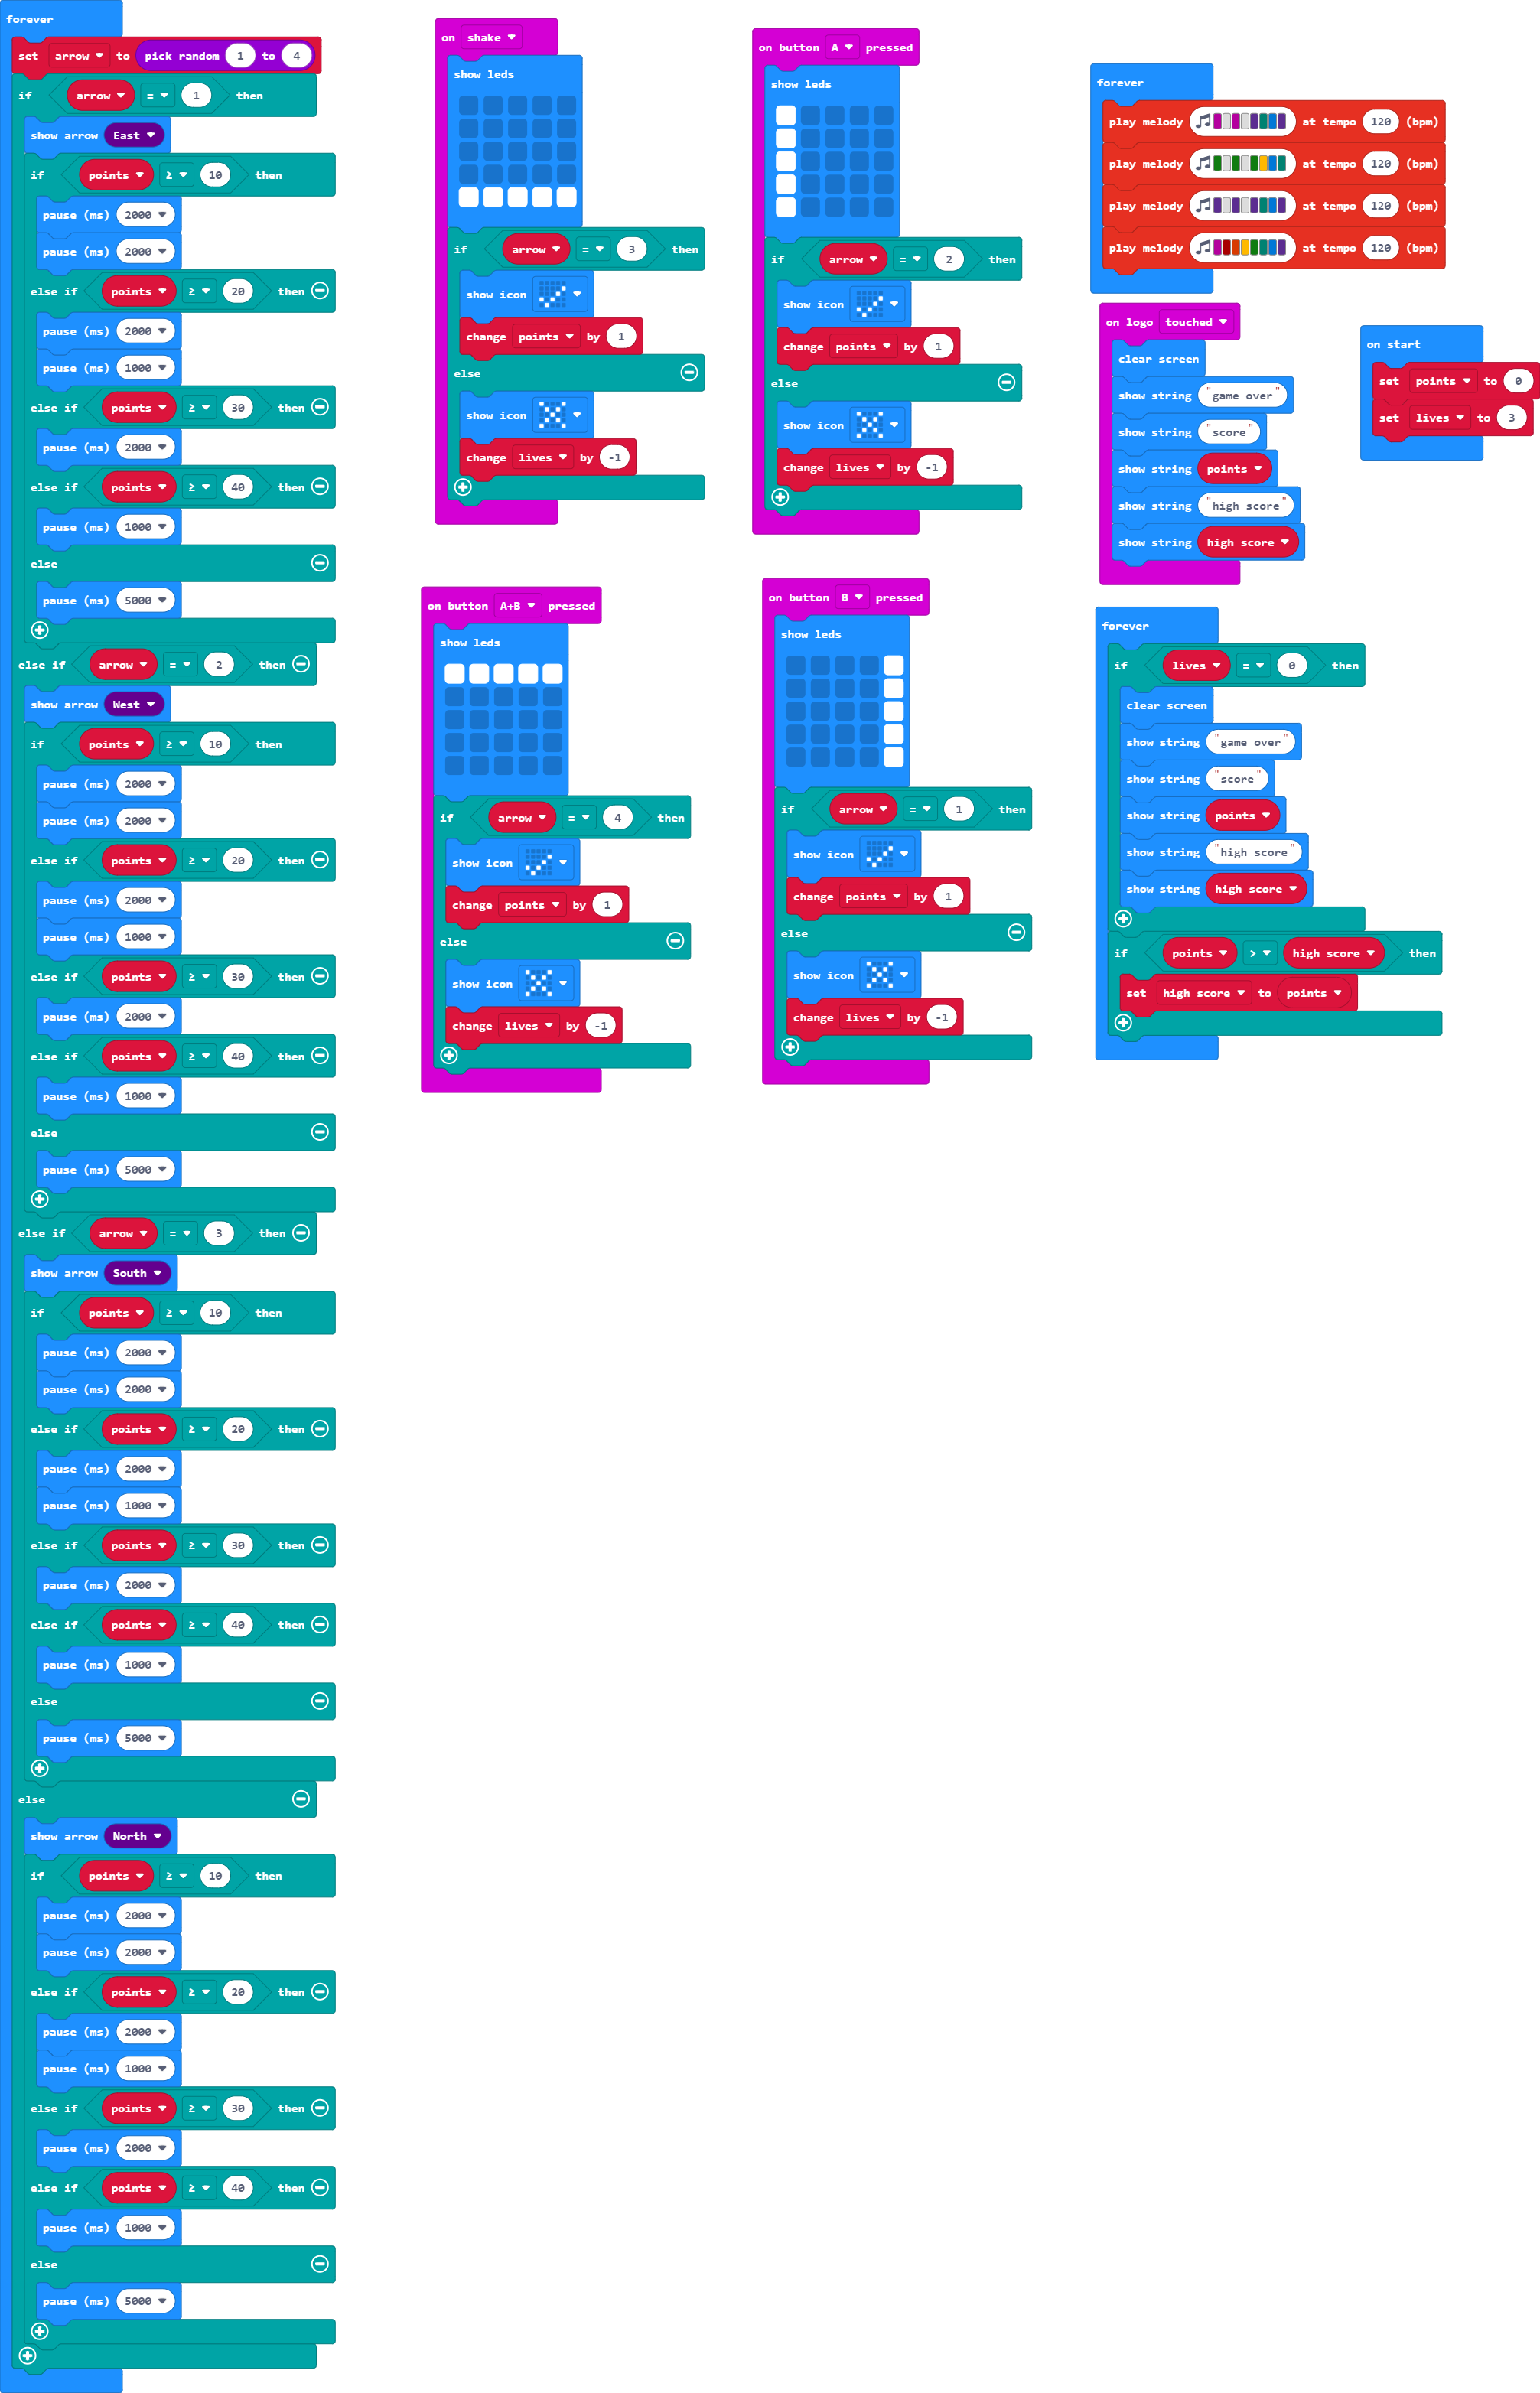 forever
set arrow to pick random 1 to 4
if arrow = 1 then
show arrow East
if points ≥ 10 then
pause (ms) 2000
pause (ms) 2000
else if points ≥ 20 then
pause (ms) 2000
pause (ms) 1000
else if points ≥ 30 then
pause (ms) 2000
else if points ≥ 40 then
pause (ms) 1000
else
pause (ms) 5000
else if arrow = 2 then
show arrow West
if points ≥ 10 then
pause (ms) 2000
pause (ms) 2000
else if points ≥ 20 then
pause (ms) 2000
pause (ms) 1000
else if points ≥ 30 then
pause (ms) 2000
else if points ≥ 40 then
pause (ms) 1000
else
pause (ms) 5000
else if arrow = 3 then
show arrow South
if points ≥ 10 then
pause (ms) 2000
pause (ms) 2000
else if points ≥ 20 then
pause (ms) 2000
pause (ms) 1000
else if points ≥ 30 then
pause (ms) 2000
else if points ≥ 40 then
pause (ms) 1000
else
pause (ms) 5000
else
show arrow North
if points ≥ 10 then
pause (ms) 2000
pause (ms) 2000
else if points ≥ 20 then
pause (ms) 2000
pause (ms) 1000
else if points ≥ 30 then
pause (ms) 2000
else if points ≥ 40 then
pause (ms) 1000
else
pause (ms) 5000
on shake
show leds
if arrow = 3 then
show icon
change points by 1
else
show icon
change lives by -1
on button A+B pressed
show leds
if arrow = 4 then
show icon
change points by 1
else
show icon
change lives by -1
on button A pressed
show leds
if arrow = 2 then
show icon
change points by 1
else
show icon
change lives by -1
on button B pressed
show leds
if arrow = 1 then
show icon
change points by 1
else
show icon
change lives by -1
forever
play melody at tempo 120 (bpm)
play melody at tempo 120 (bpm)
play melody at tempo 120 (bpm)
play melody at tempo 120 (bpm)
on logo touched
clear screen
show string "game over"
show string "score"
show string points
show string "high score"
show string high score
on start
set points to 0
set lives to 3
forever
if lives = 0 then
clear screen
show string "game over"
show string "score"
show string points
show string "high score"
show string high score
if points > high score then
set high score to points